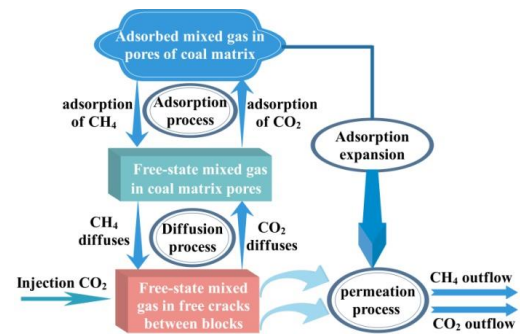 Adsorbed mixed gas in
pores of coal matrix
adsorption
of CH₄
Adsorption
process
adsorption
of CO₂
Adsorption
expansion
Free-state mixed gas
in coal matrix pores
CH₄
diffuses
Diffusion
process
CO₂
diffuses
Injection CO₂
Free-state mixed
gas in free cracks
between blocks
permeation
process
CH₄ outflow
CO₂ outflow